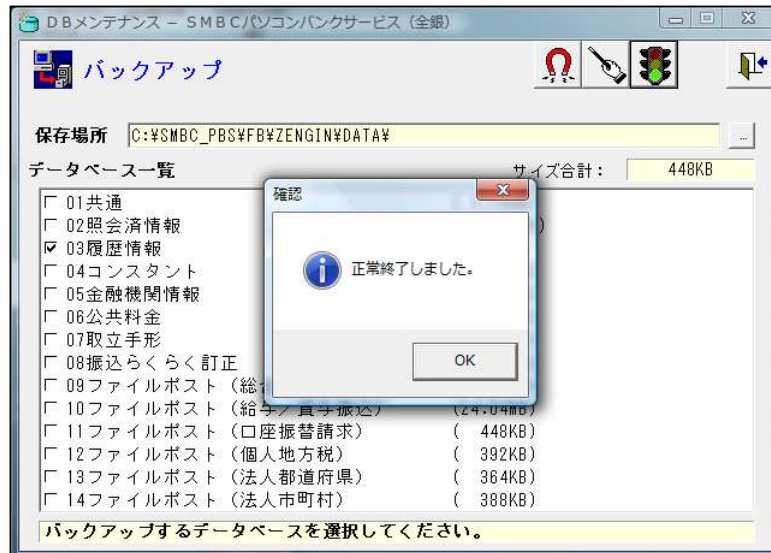 DBメンテナンス - SMBCパソコンバンクサービス (全銀)
バックアップ
保存場所 C:¥SMBC_PBS¥FB¥ZENGIN¥DATA¥ ...
データベース一覧 サイズ合計： 448KB
01共通 (
02照会済情報 )
03履歴情報
04コンスタント
05金融機関情報
06公共料金
07取立手形
08振込らくらく訂正
09ファイルポスト (総
10ファイルポスト (給与／賞与振込) (24.04MB)
11ファイルポスト (口座振替請求) ( 448KB)
12ファイルポスト (個人地方税) ( 392KB)
13ファイルポスト (法人都道府県) ( 364KB)
14ファイルポスト (法人市町村) ( 388KB)
確認
正常終了しました。
OK
バックアップするデータベースを選択してください。